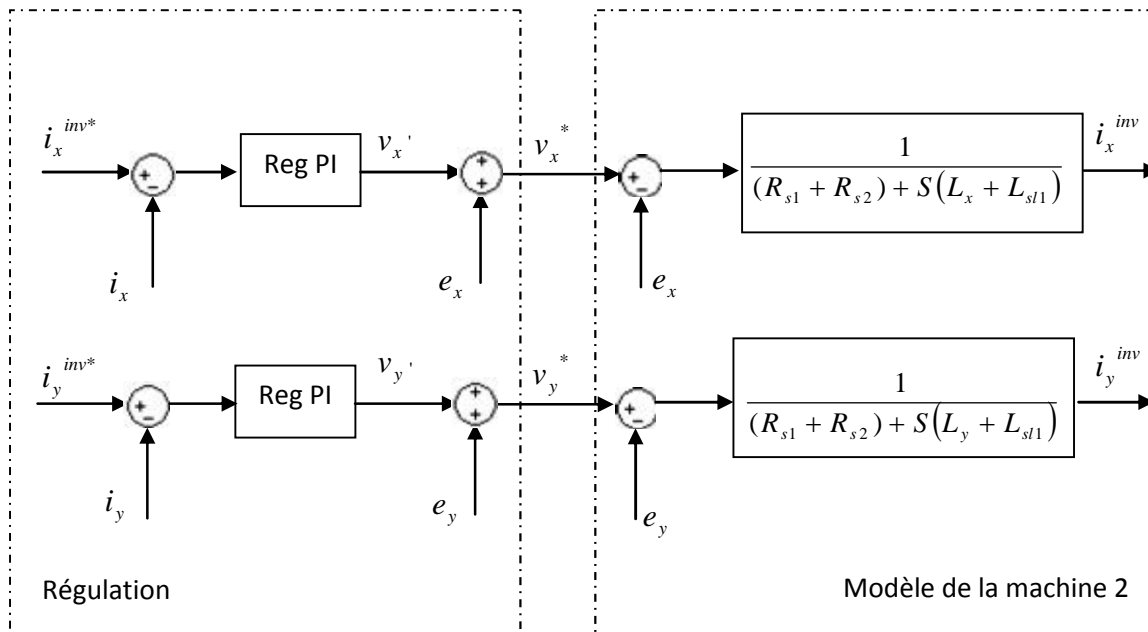 i_x^{inv*}
+
-
Reg PI
v_x'
+
+
v_x^*
+
-
\frac{1}{(R_{s1} + R_{s2}) + S(L_x + L_{sl1})}
i_x^{inv}
i_x
e_x
e_x
i_y^{inv*}
+
-
Reg PI
v_y'
+
+
v_y^*
+
-
\frac{1}{(R_{s1} + R_{s2}) + S(L_y + L_{sl1})}
i_y^{inv}
i_y
e_y
e_y
Régulation
Modèle de la machine 2